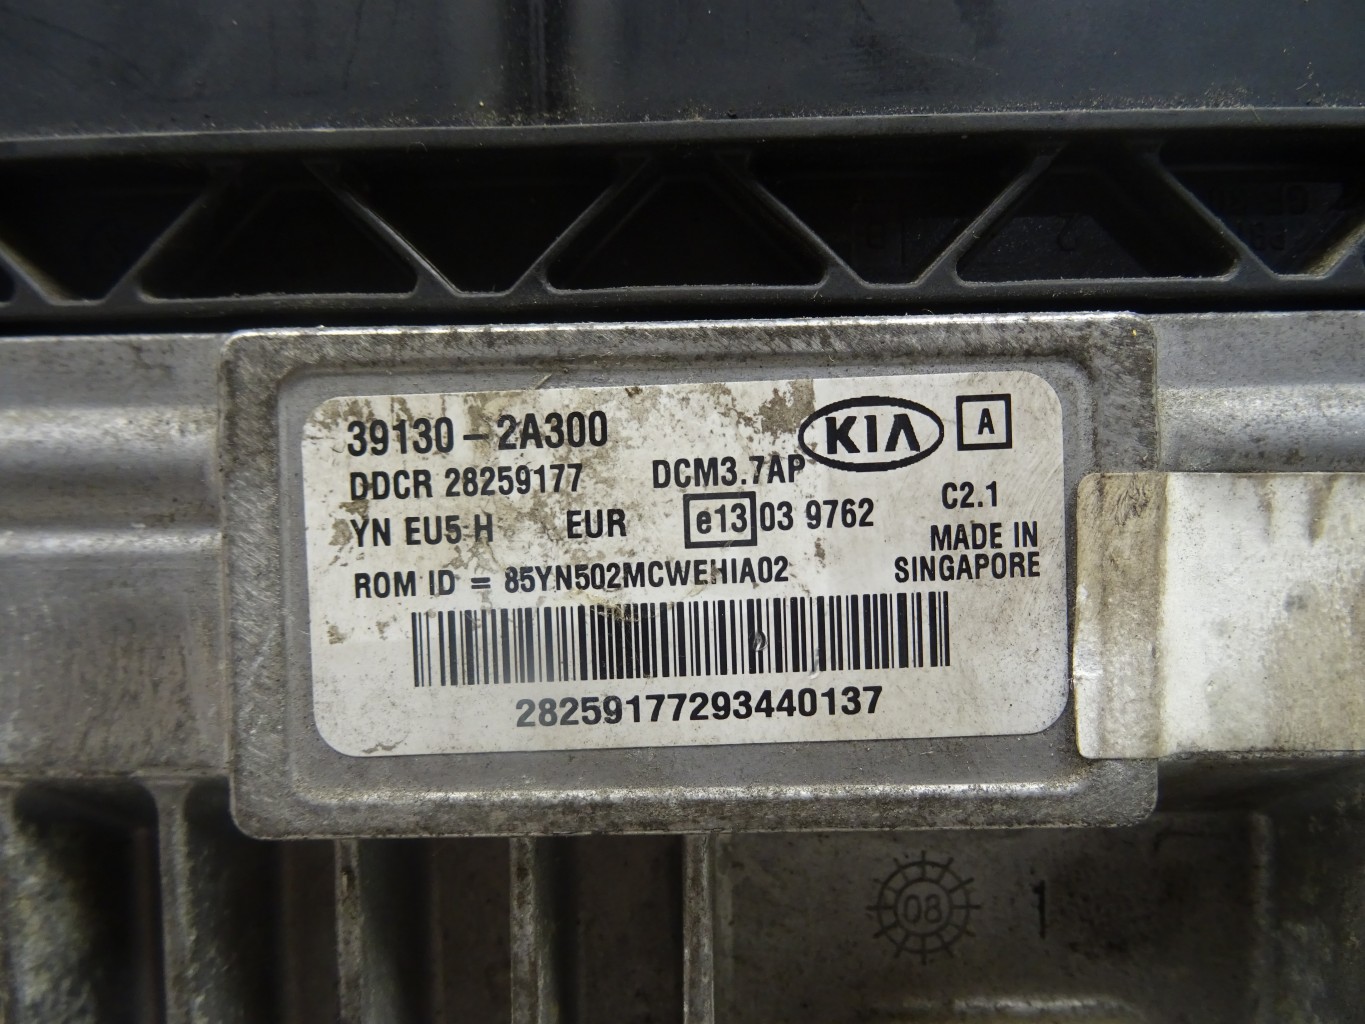 39130-2A300 KIA A
DDCR 28259177 DCM3.7AP
YN EU5 H EUR e13 03 9762 C2.1
MADE IN
ROM ID = 85YN502MCWEHIA02 SINGAPORE
28259177293440137
08 1